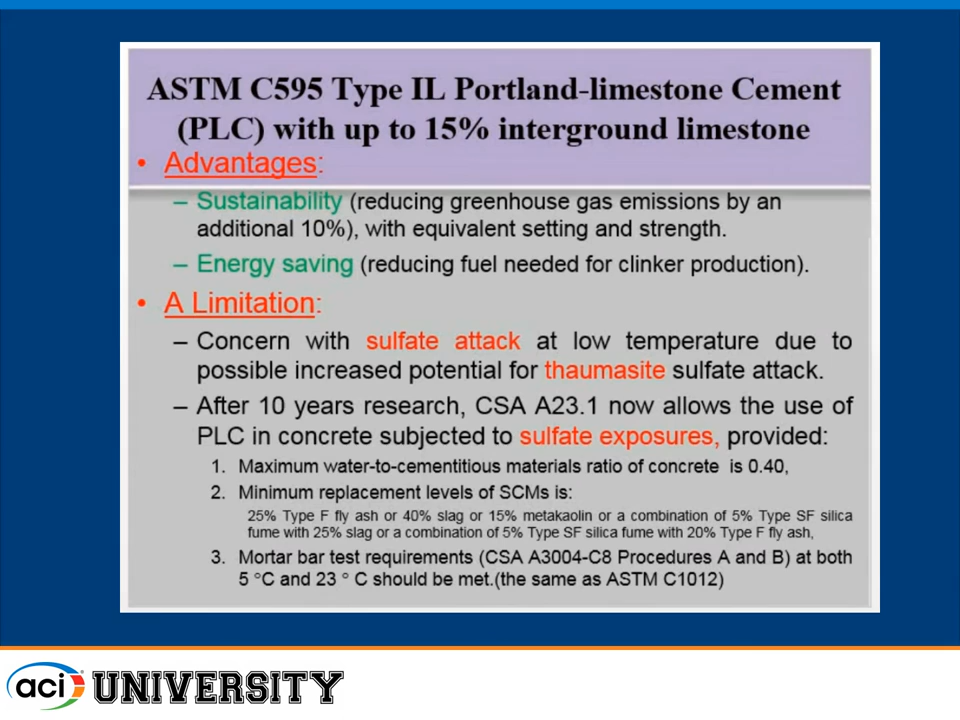 ASTM C595 Type IL Portland-limestone Cement
(PLC) with up to 15% interground limestone
• Advantages:
– Sustainability (reducing greenhouse gas emissions by an
additional 10%), with equivalent setting and strength.
– Energy saving (reducing fuel needed for clinker production).
• A Limitation:
– Concern with sulfate attack at low temperature due to
possible increased potential for thaumasite sulfate attack.
– After 10 years research, CSA A23.1 now allows the use of
PLC in concrete subjected to sulfate exposures, provided:
1. Maximum water-to-cementitious materials ratio of concrete is 0.40,
2. Minimum replacement levels of SCMs is:
25% Type F fly ash or 40% slag or 15% metakaolin or a combination of 5% Type SF silica
fume with 25% slag or a combination of 5% Type SF silica fume with 20% Type F fly ash,
3. Mortar bar test requirements (CSA A3004-C8 Procedures A and B) at both
5 °C and 23 ° C should be met.(the same as ASTM C1012)
aci UNIVERSITY